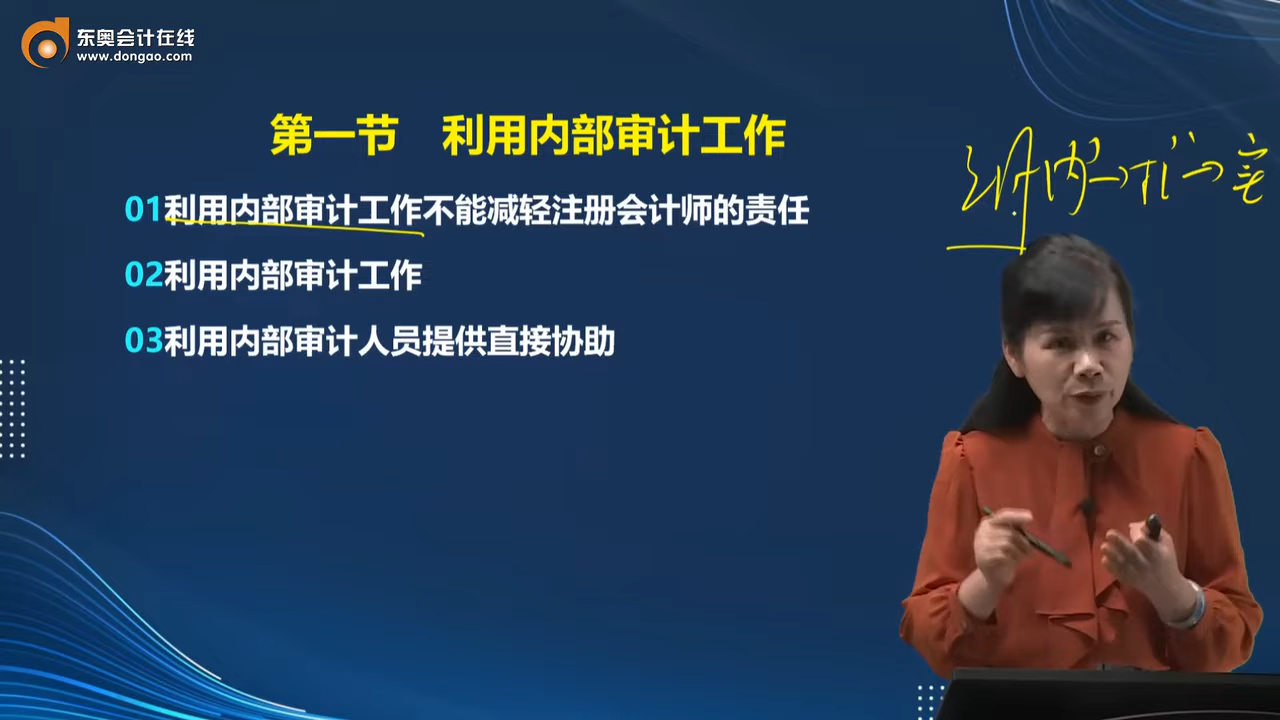 东奥会计在线
www.dongao.com
第一节 利用内部审计工作
01利用内部审计工作不能减轻注册会计师的责任
02利用内部审计工作
03利用内部审计人员提供直接协助